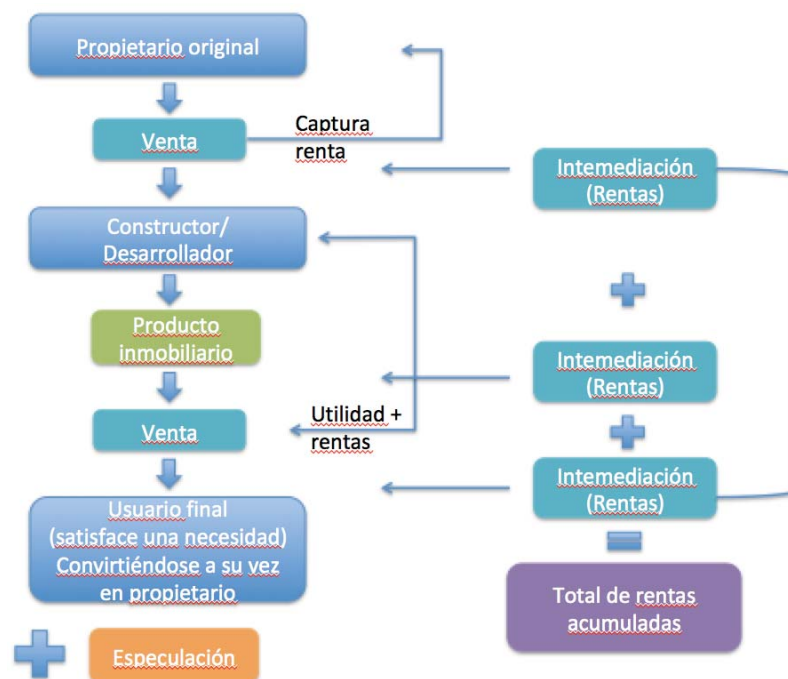 Propietario original
Venta
Captura
renta
Intemediación
(Rentas)
Constructor/
Desarrollador
Producto
inmobiliario
Intemediación
(Rentas)
Venta
Utilidad +
rentas
Intemediación
(Rentas)
Usuario final
(satisface una necesidad)
Convirtiéndose a su vez
en propietario
Total de rentas
acumuladas
Especulación